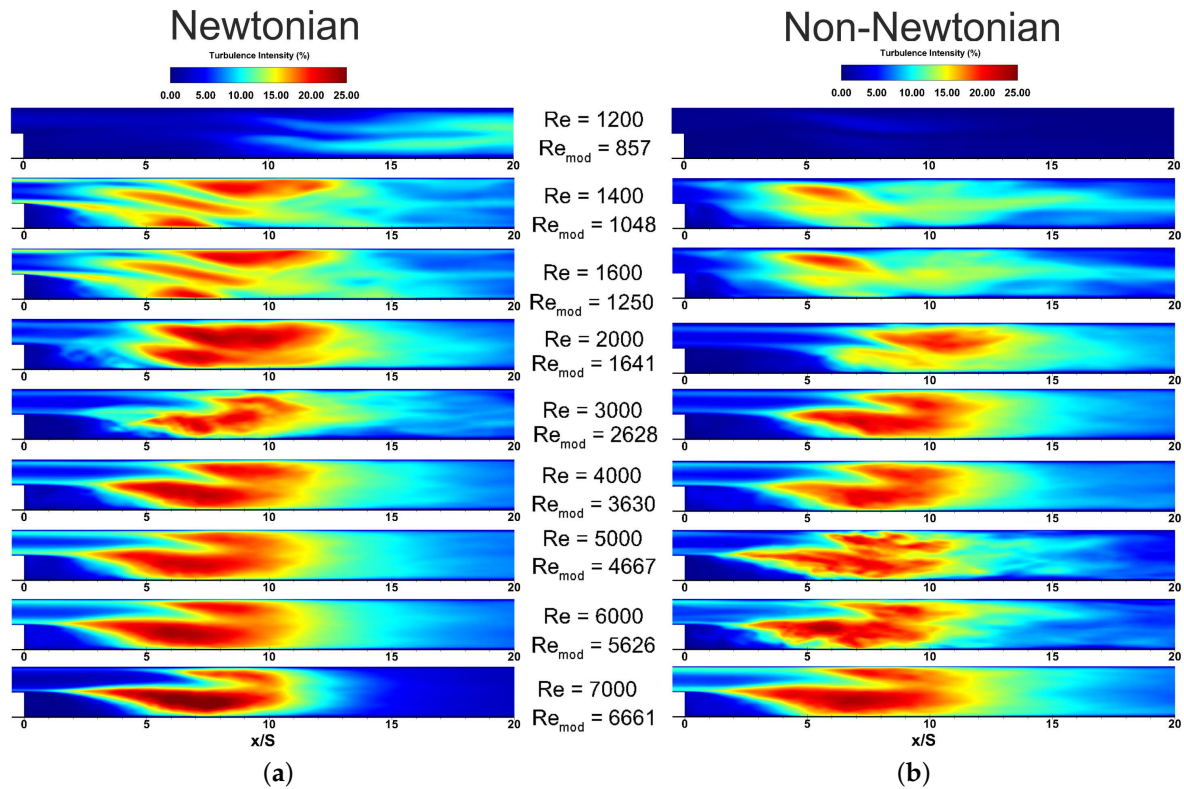 Newtonian
Non-Newtonian
Turbulence Intensity (%)
0.00 5.00 10.00 15.00 20.00 25.00
Turbulence Intensity (%)
0.00 5.00 10.00 15.00 20.00 25.00
Re = 1200
Re_mod = 857
0 5 10 15 20
0 5 10 15 20
Re = 1400
Re_mod = 1048
0 5 10 15 20
0 5 10 15 20
Re = 1600
Re_mod = 1250
0 5 10 15 20
0 5 10 15 20
Re = 2000
Re_mod = 1641
0 5 10 15 20
0 5 10 15 20
Re = 3000
Re_mod = 2628
0 5 10 15 20
0 5 10 15 20
Re = 4000
Re_mod = 3630
0 5 10 15 20
0 5 10 15 20
Re = 5000
Re_mod = 4667
0 5 10 15 20
0 5 10 15 20
Re = 6000
Re_mod = 5626
0 5 10 15 20
0 5 10 15 20
Re = 7000
Re_mod = 6661
0 5 10 15 20
0 5 10 15 20
x/S
x/S
(a)
(b)